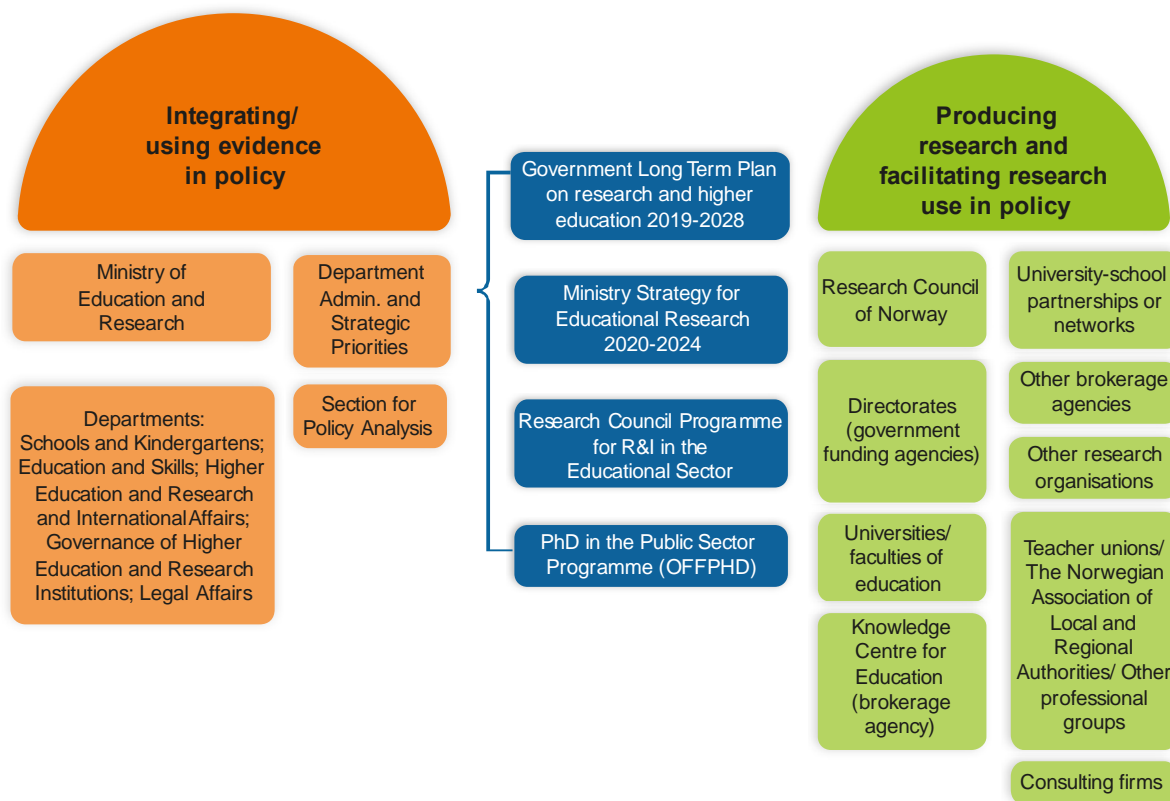 Integrating/
using evidence
in policy
Ministry of
Education and
Research
Department
Admin. and
Strategic
Priorities
Departments:
Schools and Kindergartens;
Education and Skills; Higher
Education and Research
and International Affairs;
Governance of Higher
Education and Research
Institutions; Legal Affairs
Section for
Policy Analysis
Government Long Term Plan
on research and higher
education 2019-2028
Ministry Strategy for
Educational Research
2020-2024
Research Council Programme
for R&I in the
Educational Sector
PhD in the Public Sector
Programme (OFFPHD)
Producing
research and
facilitating research
use in policy
Research Council
of Norway
Directorates
(government
funding agencies)
Universities/
faculties of
education
Knowledge
Centre for
Education
(brokerage
agency)
University-school
partnerships or
networks
Other brokerage
agencies
Other research
organisations
Teacher unions/
The Norwegian
Association of
Local and
Regional
Authorities/ Other
professional
groups
Consulting firms